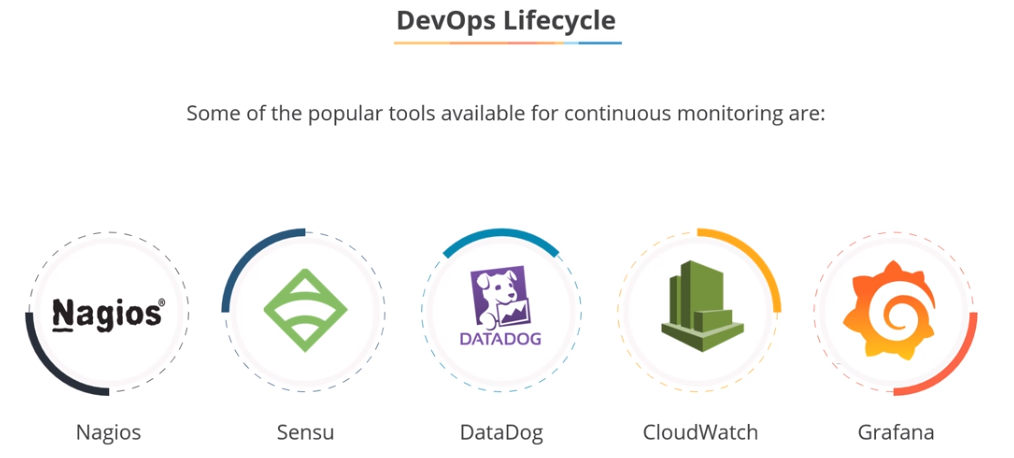 DevOps Lifecycle
Some of the popular tools available for continuous monitoring are:
Nagios®
DATADOG
Nagios
Sensu
DataDog
CloudWatch
Grafana